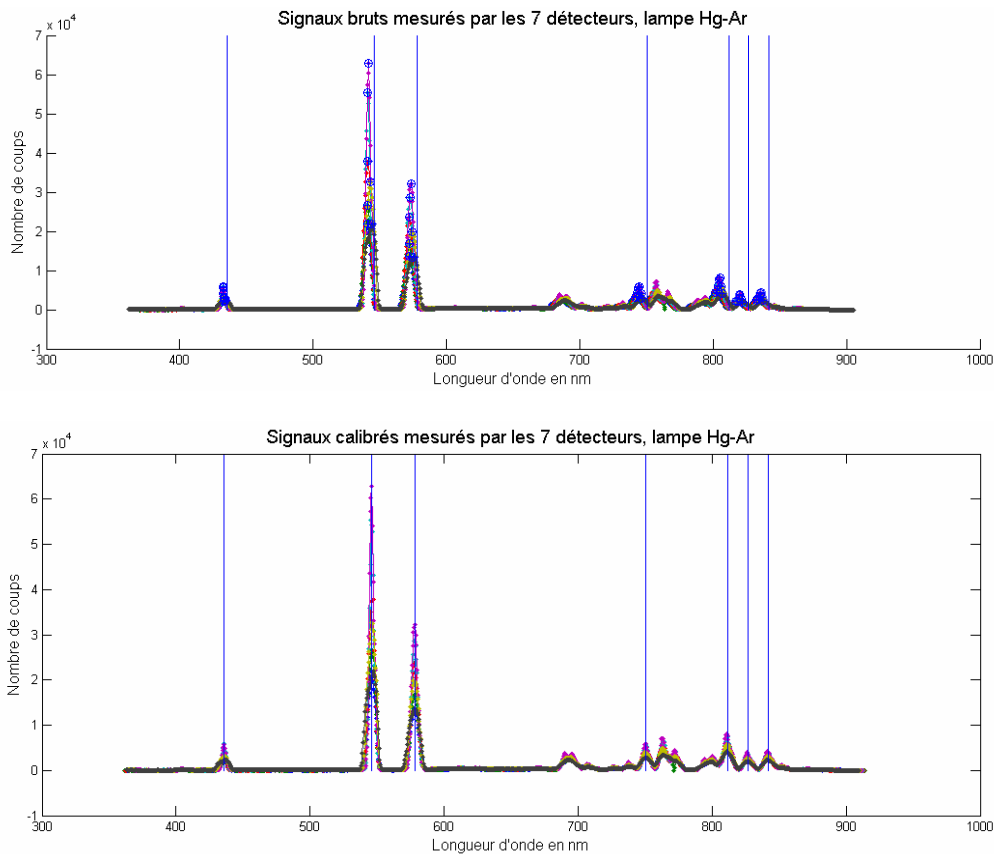 Signaux bruts mesurés par les 7 détecteurs, lampe Hg-Ar
x 10^4
7
6
5
4
3
2
1
0
-1
Nombre de coups
300 400 500 600 700 800 900 1000
Longueur d'onde en nm
Signaux calibrés mesurés par les 7 détecteurs, lampe Hg-Ar
x 10^4
7
6
5
4
3
2
1
0
-1
Nombre de coups
300 400 500 600 700 800 900 1000
Longueur d'onde en nm